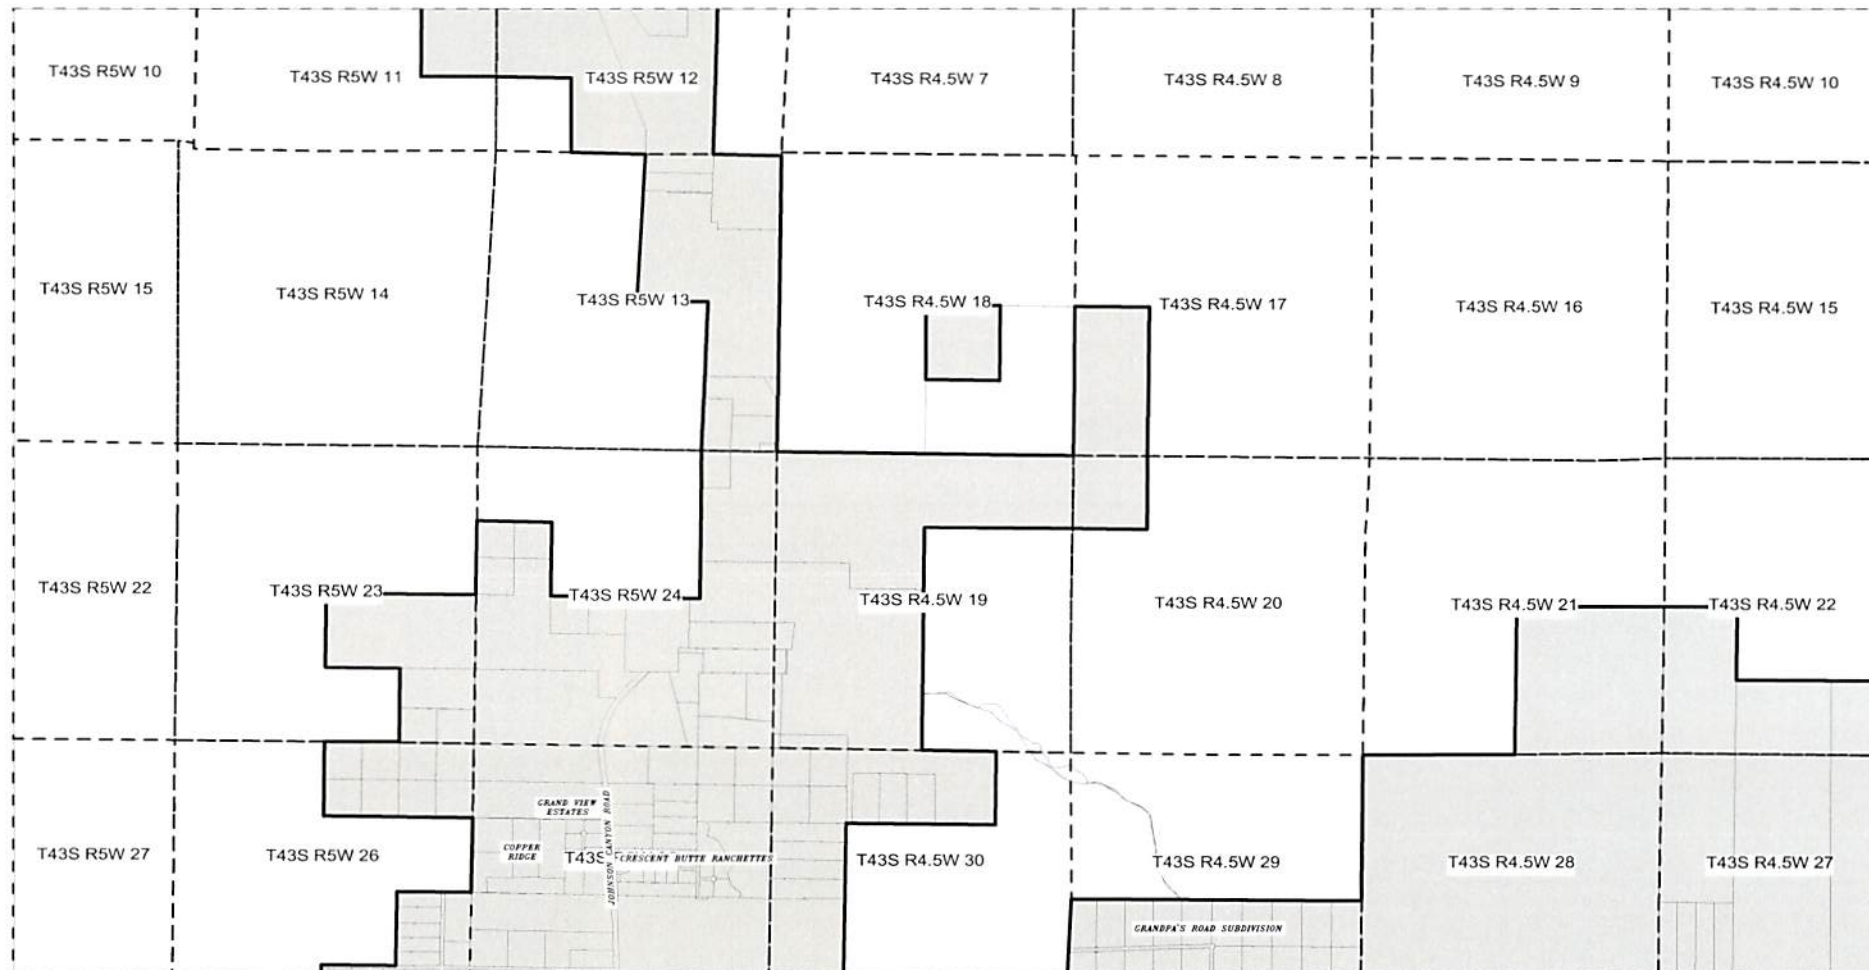 T43S R5W 10
T43S R5W 11
T43S R5W 12
T43S R4.5W 7
T43S R4.5W 8
T43S R4.5W 9
T43S R4.5W 10
T43S R5W 15
T43S R5W 14
T43S R5W 13
T43S R4.5W 18
T43S R4.5W 17
T43S R4.5W 16
T43S R4.5W 15
T43S R5W 22
T43S R5W 23
T43S R5W 24
T43S R4.5W 19
T43S R4.5W 20
T43S R4.5W 21
T43S R4.5W 22
GRAND VIEW
ESTATES
JOHNSON CANYON ROAD
T43S R5W 27
T43S R5W 26
COPPER
RIDGE
T43S
CRESCENT BUTTE RANCHETTES
T43S R4.5W 30
T43S R4.5W 29
T43S R4.5W 28
T43S R4.5W 27
GRANDPA'S ROAD SUBDIVISION